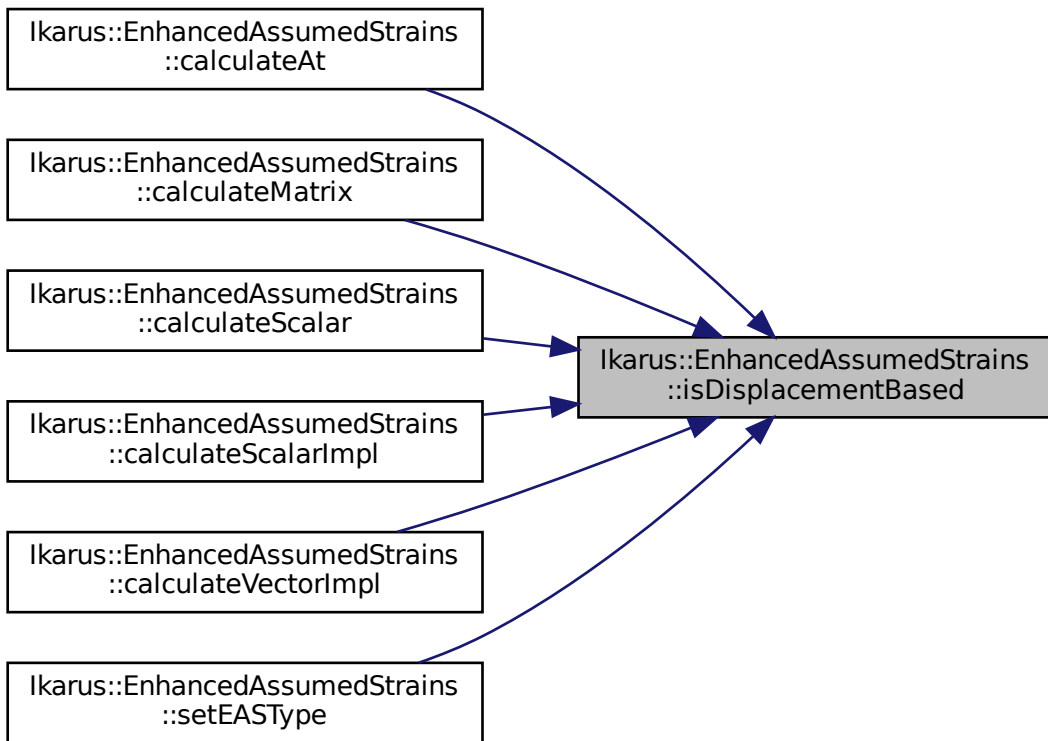 Ikarus::EnhancedAssumedStrains
::calculateAt
Ikarus::EnhancedAssumedStrains
::calculateMatrix
Ikarus::EnhancedAssumedStrains
::calculateScalar
Ikarus::EnhancedAssumedStrains
::calculateScalarImpl
Ikarus::EnhancedAssumedStrains
::calculateVectorImpl
Ikarus::EnhancedAssumedStrains
::setEASType
Ikarus::EnhancedAssumedStrains
::isDisplacementBased